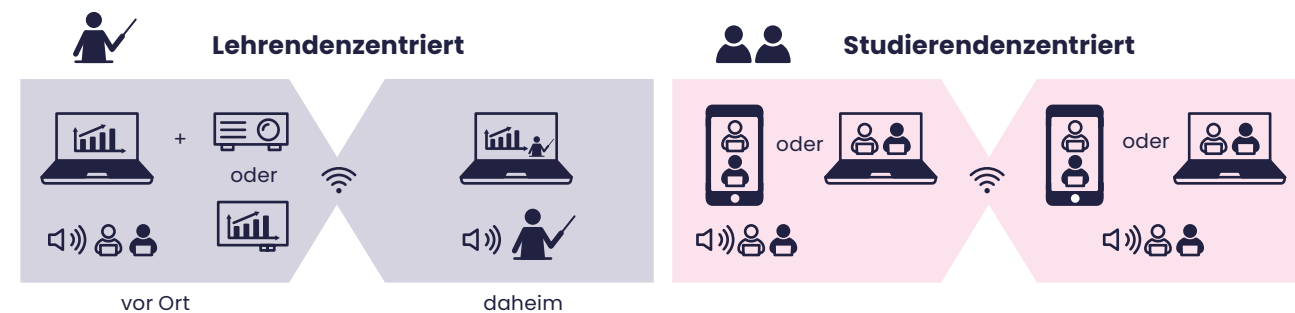 Lehrendenzentriert
Studierendenzentriert
+
oder
oder
oder
vor Ort
daheim